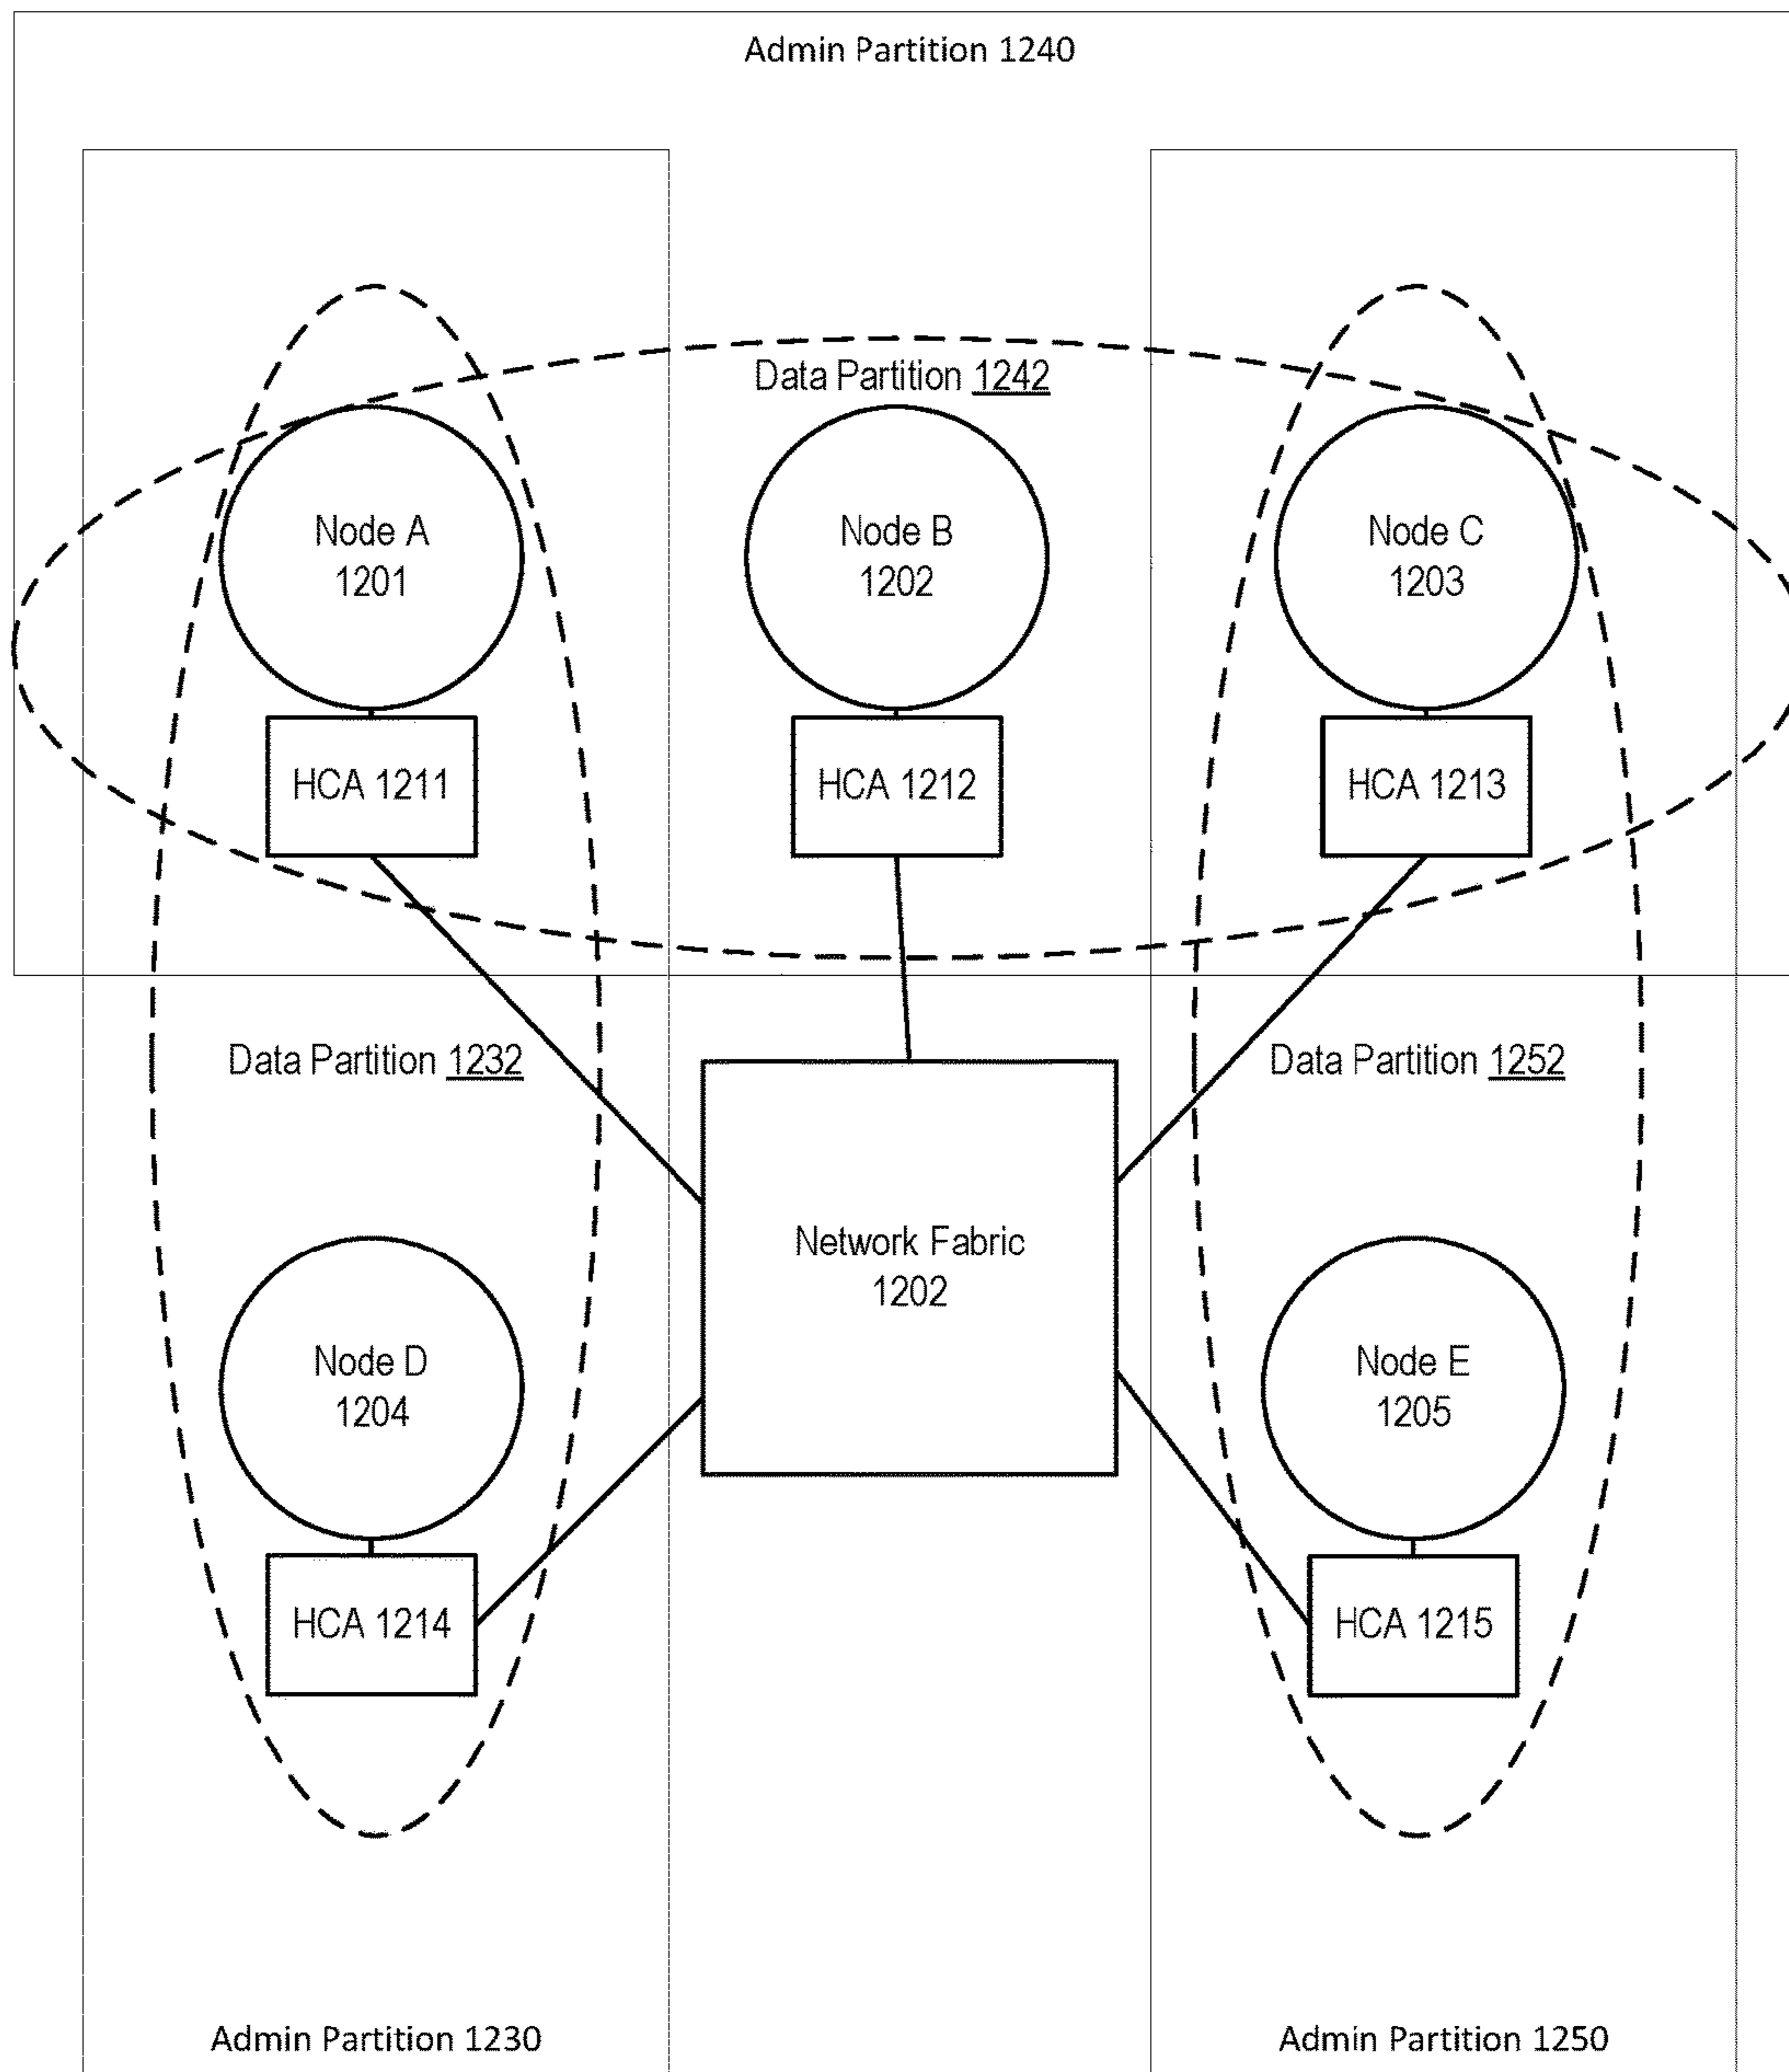 Admin Partition 1240
Data Partition 1242
Node A
1201
Node B
1202
Node C
1203
HCA 1211
HCA 1212
HCA 1213
Data Partition 1232
Data Partition 1252
Network Fabric
1202
Node D
1204
Node E
1205
HCA 1214
HCA 1215
Admin Partition 1230
Admin Partition 1250